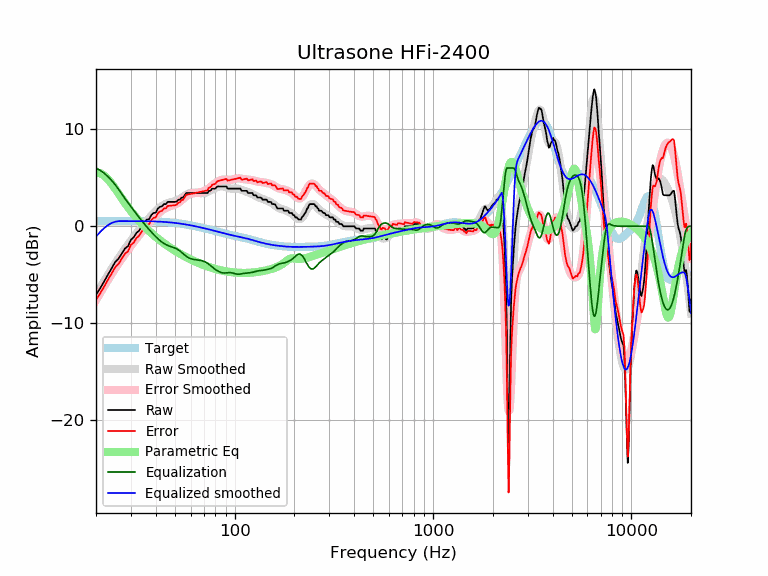 Ultrasone HFi-2400
Amplitude (dBr)
10
0
−10
−20
Target
Raw Smoothed
Error Smoothed
Raw
Error
Parametric Eq
Equalization
Equalized smoothed
100 1000 10000
Frequency (Hz)